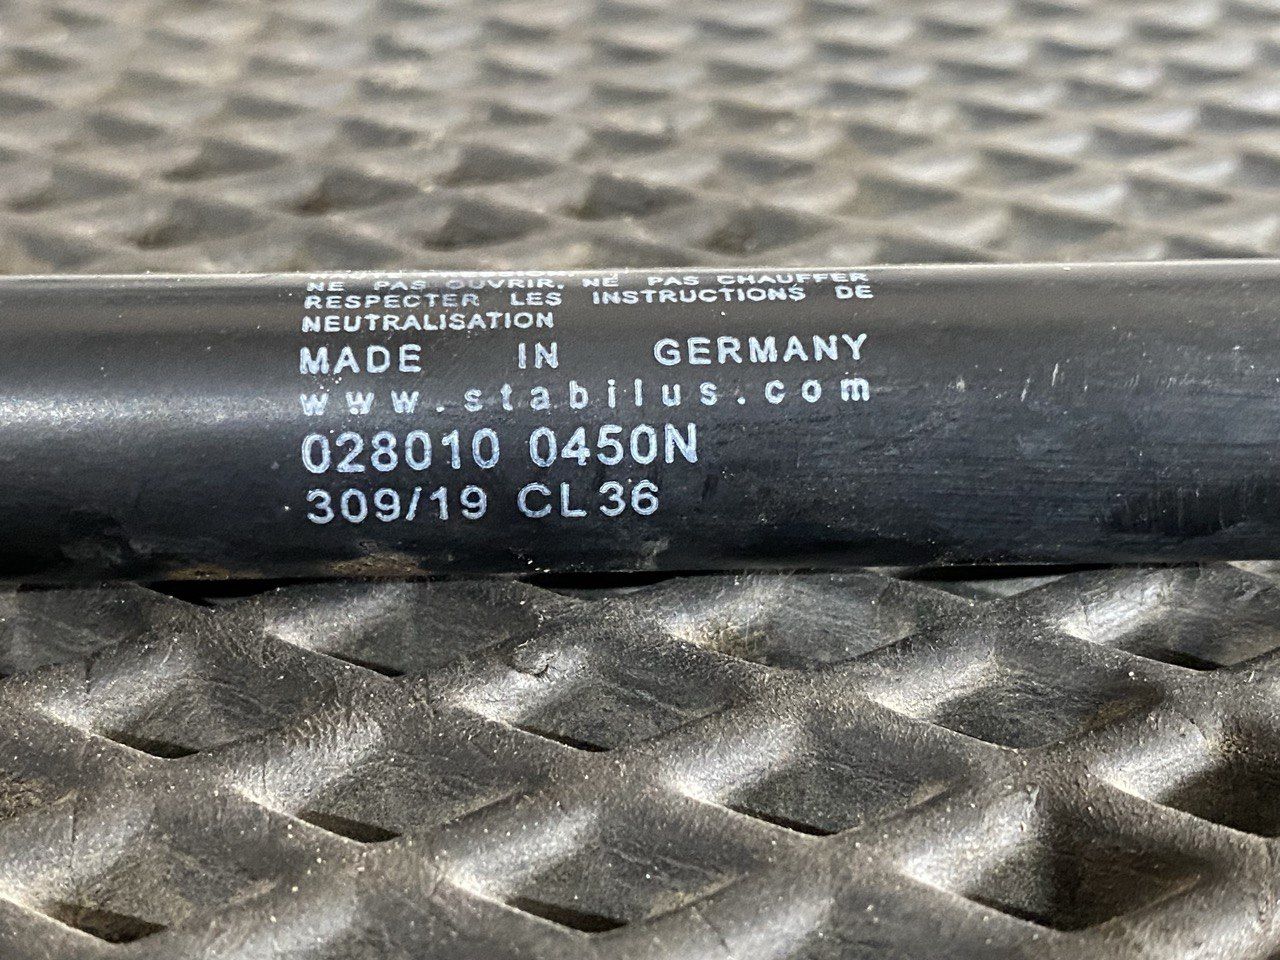 NE PAS OUVRIR. NE PAS CHAUFFER
RESPECTER LES INSTRUCTIONS DE
NEUTRALISATION
MADE IN GERMANY
www.stabilus.com
028010 0450N
309/19 CL36